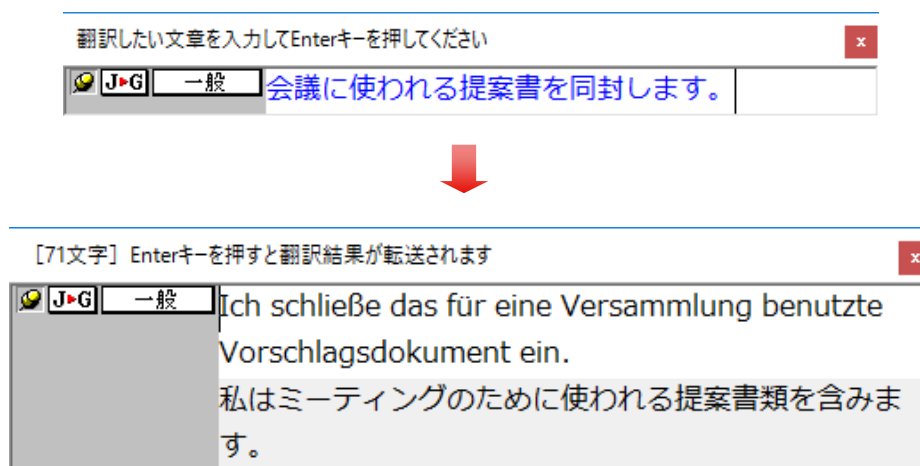 翻訳したい文章を入力してEnterキーを押してください
x
J▶G 一般 会議に使われる提案書を同封します。
[71文字] Enterキーを押すと翻訳結果が転送されます
x
J▶G 一般 Ich schließe das für eine Versammlung benutzte
Vorschlagsdokument ein.
私はミーティングのために使われる提案書類を含みま
す。